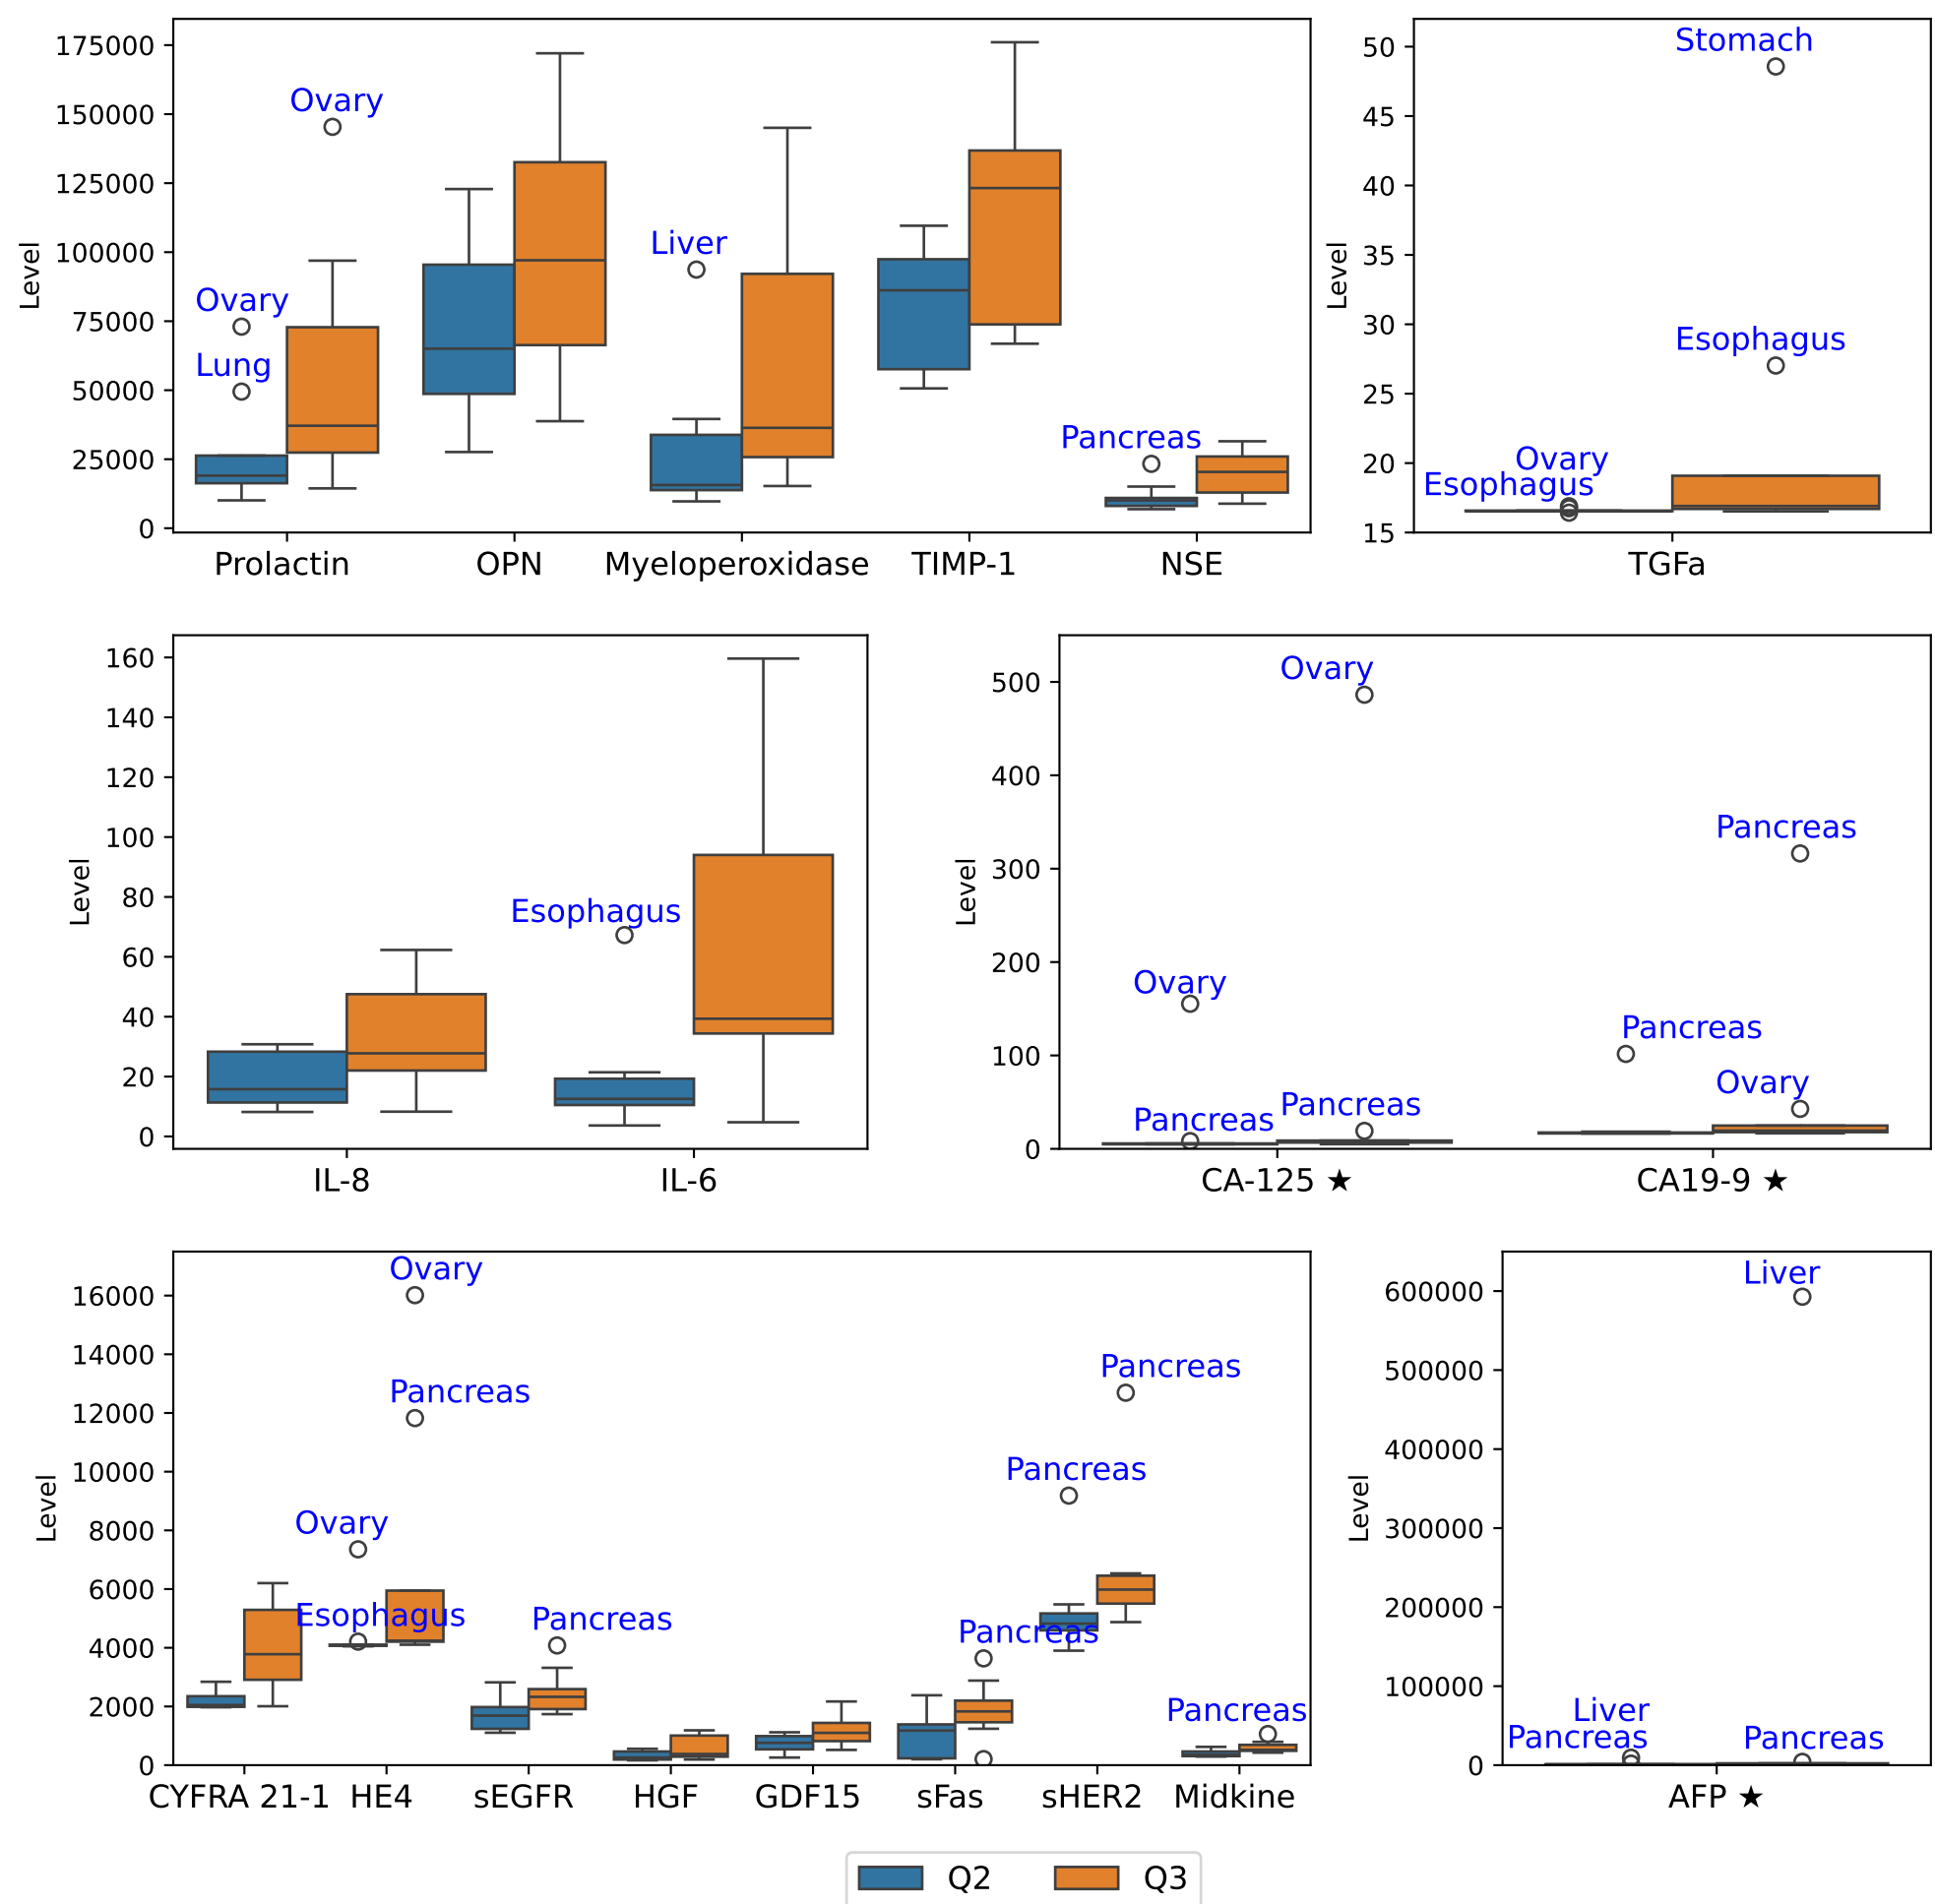 Level
175000
150000
125000
100000
75000
50000
25000
0
Ovary
Ovary
Lung
Liver
Pancreas
Prolactin OPN Myeloperoxidase TIMP-1 NSE
Level
50
45
40
35
30
25
20
15
Stomach
Esophagus
Ovary
Esophagus
TGFa
Level
160
140
120
100
80
60
40
20
0
Esophagus
IL-8 IL-6
Level
500
400
300
200
100
0
Ovary
Pancreas
Ovary
Pancreas
Ovary
Pancreas Pancreas
CA-125 ★ CA19-9 ★
Level
16000
14000
12000
10000
8000
6000
4000
2000
0
Ovary
Pancreas
Pancreas
Pancreas
Ovary
Esophagus
Pancreas
Pancreas
Pancreas
CYFRA 21-1 HE4 sEGFR HGF GDF15 sFas sHER2 Midkine
Level
600000
500000
400000
300000
200000
100000
0
Liver
Liver
Pancreas Pancreas
AFP ★
Q2 Q3